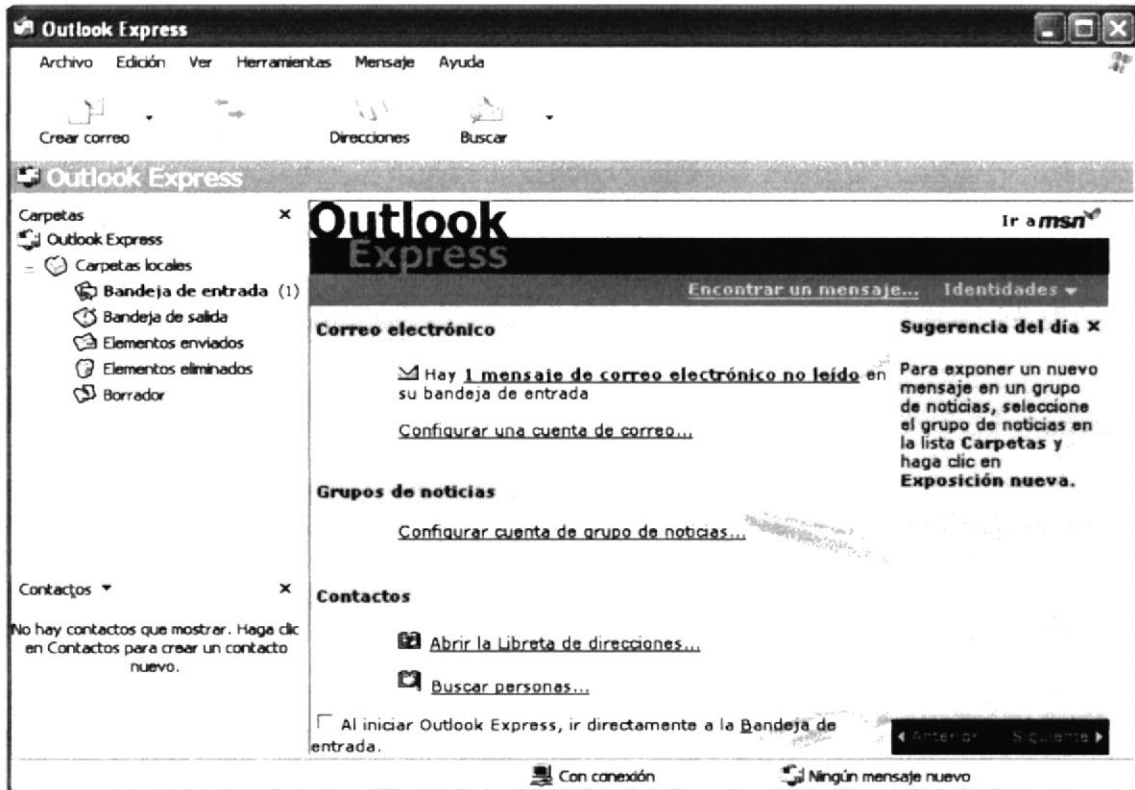 Outlook Express
Archivo Edición Ver Herramientas Mensaje Ayuda
Crear correo Direcciones Buscar
Outlook Express
Carpetas
Outlook Express
Carpetas locales
Bandeja de entrada (1)
Bandeja de salida
Elementos enviados
Elementos eliminados
Borrador
Contactos
No hay contactos que mostrar. Haga clic
en Contactos para crear un contacto
nuevo.
Outlook
Express
Ir a msn
Encontrar un mensaje... Identidades
Correo electrónico
Hay 1 mensaje de correo electrónico no leído en
su bandeja de entrada
Configurar una cuenta de correo...
Grupos de noticias
Configurar cuenta de grupo de noticias...
Contactos
Abrir la Libreta de direcciones...
Buscar personas...
Al iniciar Outlook Express, ir directamente a la Bandeja de
entrada.
Sugerencia del día
Para exponer un nuevo
mensaje en un grupo
de noticias, seleccione
el grupo de noticias en
la lista Carpetas y
haga clic en
Exposición nueva.
Anterior Siguiente
Con conexión Ningún mensaje nuevo